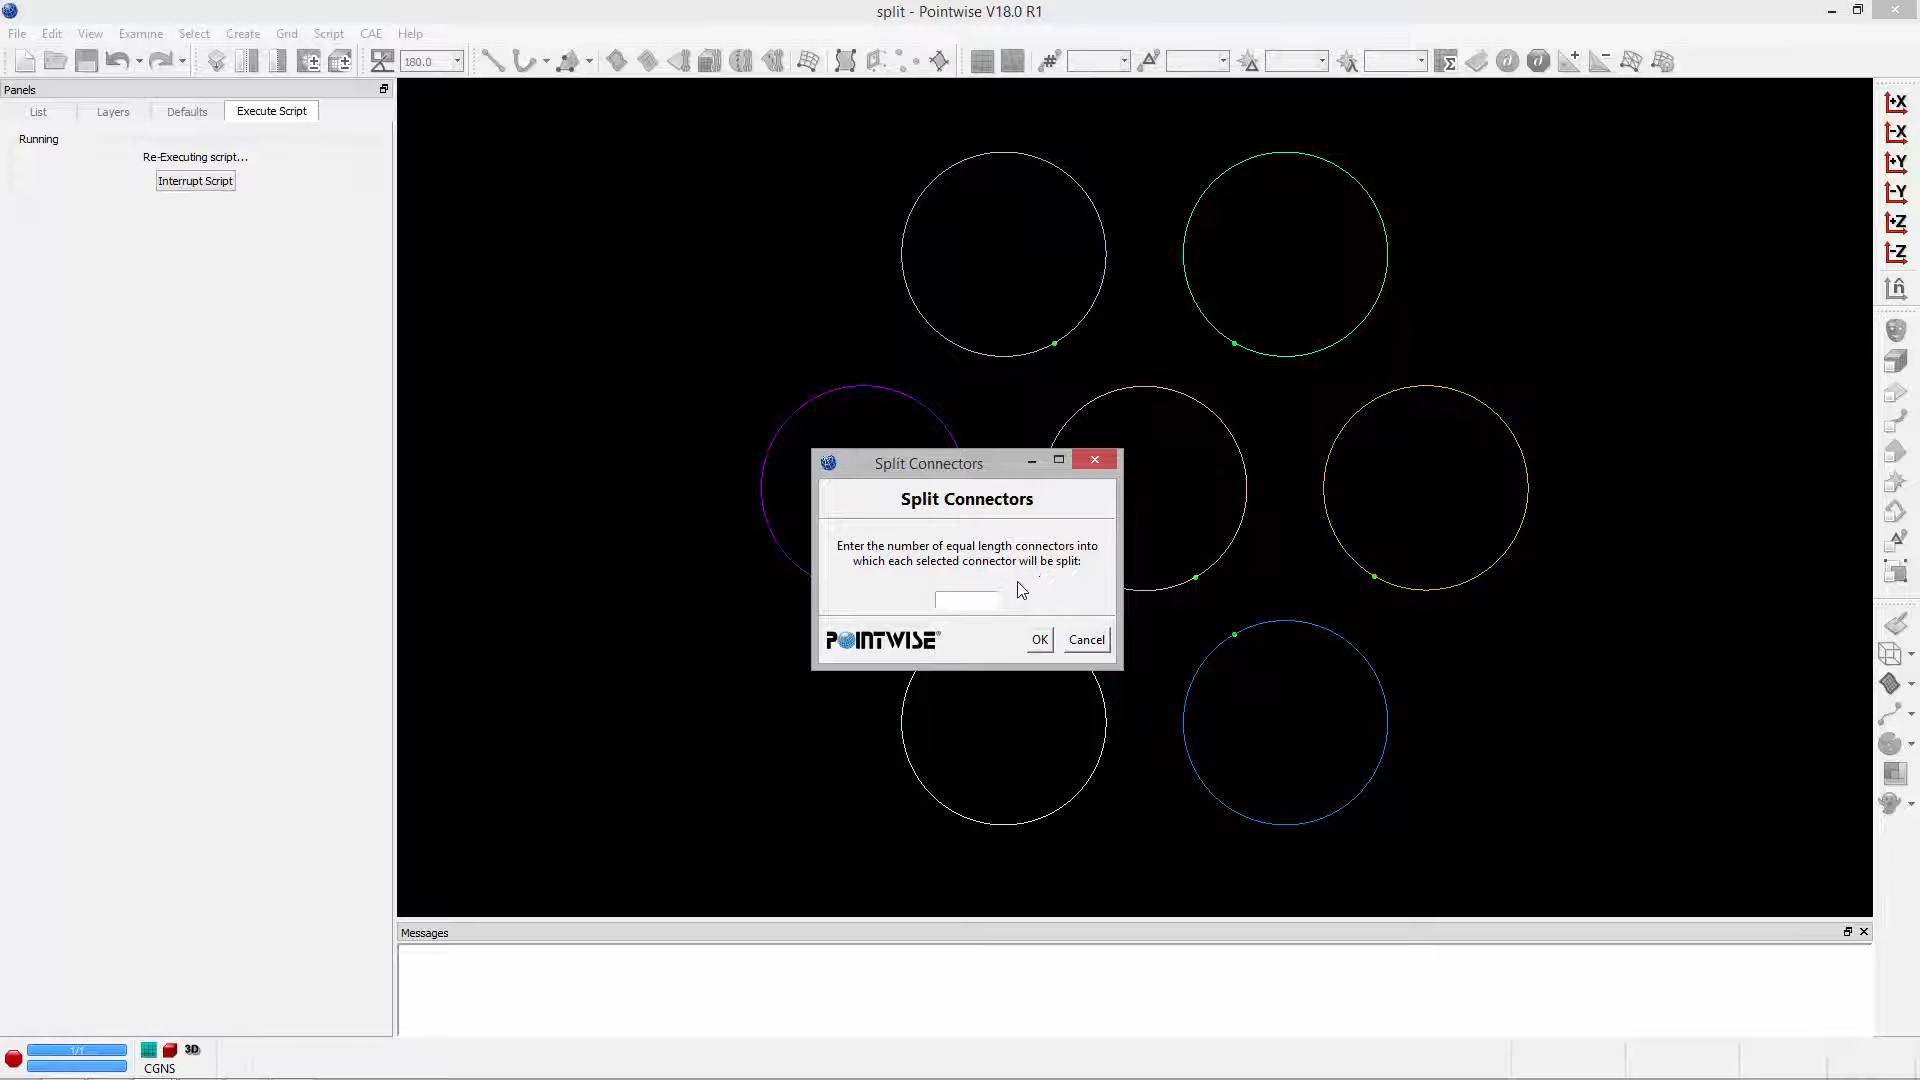 split - Pointwise V18.0 R1
File Edit View Examine Select Create Grid Script CAE Help
180.0
Panels
List Layers Defaults Execute Script
Running
Re-Executing script...
Interrupt Script
+X
-X
+Y
-Y
+Z
-Z
n̂
Split Connectors
Split Connectors
Enter the number of equal length connectors into
which each selected connector will be split:
POINTWISE®
OK Cancel
Messages
1/1
3D
CGNS